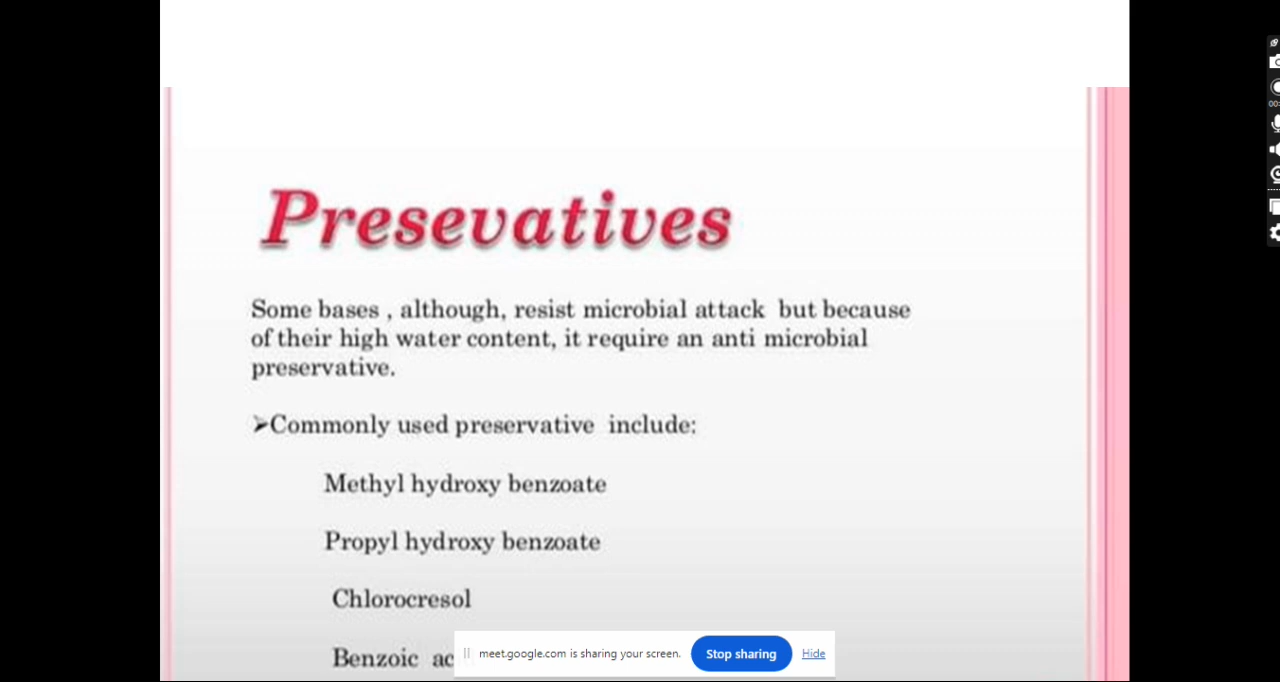 Presevatives
Some bases , although, resist microbial attack but because
of their high water content, it require an anti microbial
preservative.
➢Commonly used preservative include:
Methyl hydroxy benzoate
Propyl hydroxy benzoate
Chlorocresol
Benzoic
meet.google.com is sharing your screen. Stop sharing Hide